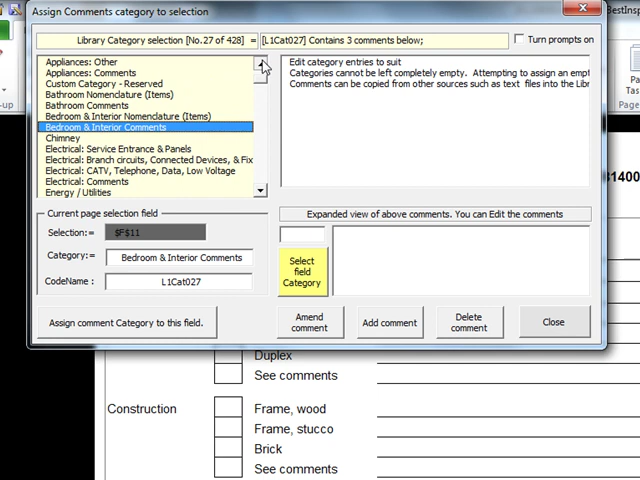 Assign Comments category to selection
BestInsp
Library Category selection [No.27 of 428] = [L1Cat027] Contains 3 comments below;
Turn prompts on
Appliances: Other
Appliances: Comments
Custom Category - Reserved
Bathroom Nomenclature (Items)
Bathroom Comments
Bedroom & Interior Nomenclature (Items)
Bedroom & Interior Comments
Chimney
Electrical: Service Entrance & Panels
Electrical: Branch circuits, Connected Devices, & Fix
Electrical: CATV, Telephone, Data, Low Voltage
Electrical: Comments
Energy / Utilities
Edit category entries to suit
Categories cannot be left completely empty. Attempting to assign an empt
Comments can be copied from other sources such as text files into the Libr
Pa
Tas
-up
81400
Current page selection field
Selection:= $F$11
Category:= Bedroom & Interior Comments
CodeName : L1Cat027
Expanded view of above comments. You can Edit the comments
Select
field
Category
Assign comment Category to this field.
Amend
comment
Add comment
Delete
comment
Close
Duplex
See comments
Construction
Frame, wood
Frame, stucco
Brick
See comments